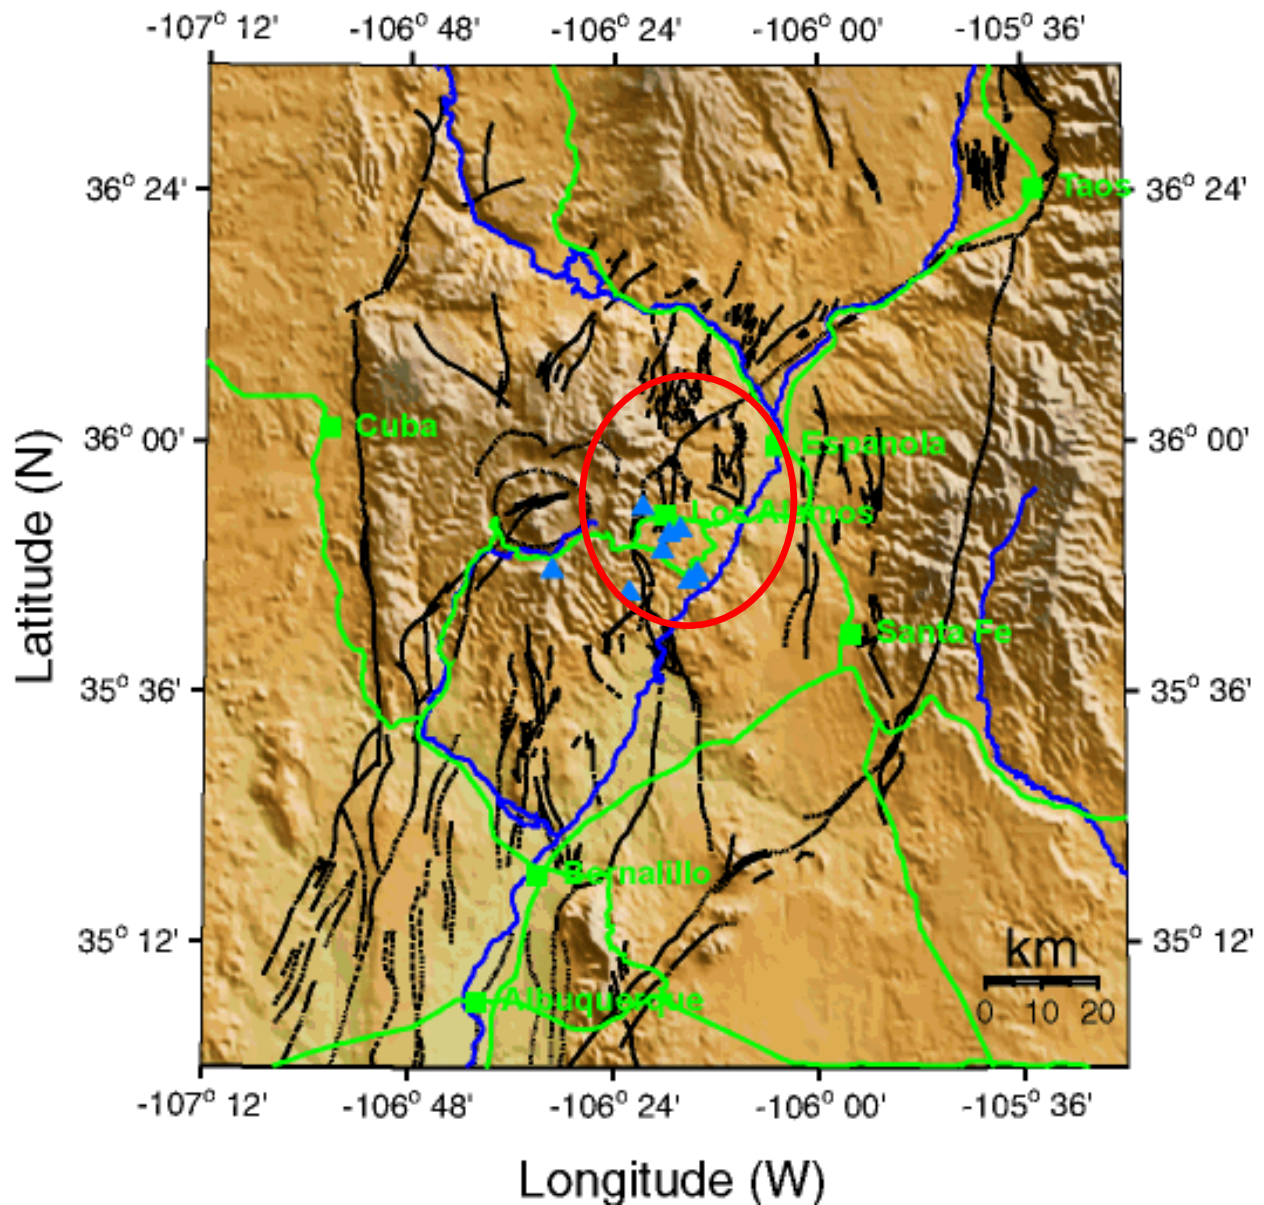 -107° 12' -106° 48' -106° 24' -106° 00' -105° 36'
36° 24' Taos 36° 24'
Cuba
36° 00' Espanola 36° 00'
Los Alamos
Latitude (N)
Santa Fe
35° 36' 35° 36'
Bernalillo
35° 12' km 35° 12'
Albuquerque
0 10 20
-107° 12' -106° 48' -106° 24' -106° 00' -105° 36'
Longitude (W)